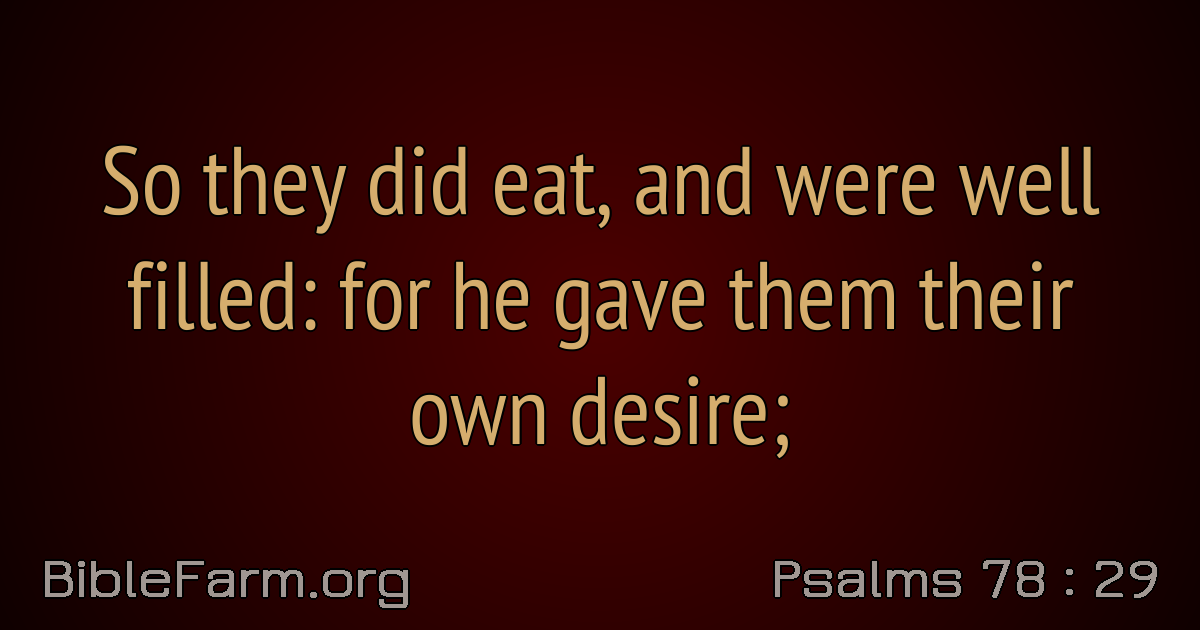 So they did eat, and were well
filled: for he gave them their
own desire;
BibleFarm.org
Psalms 78 : 29